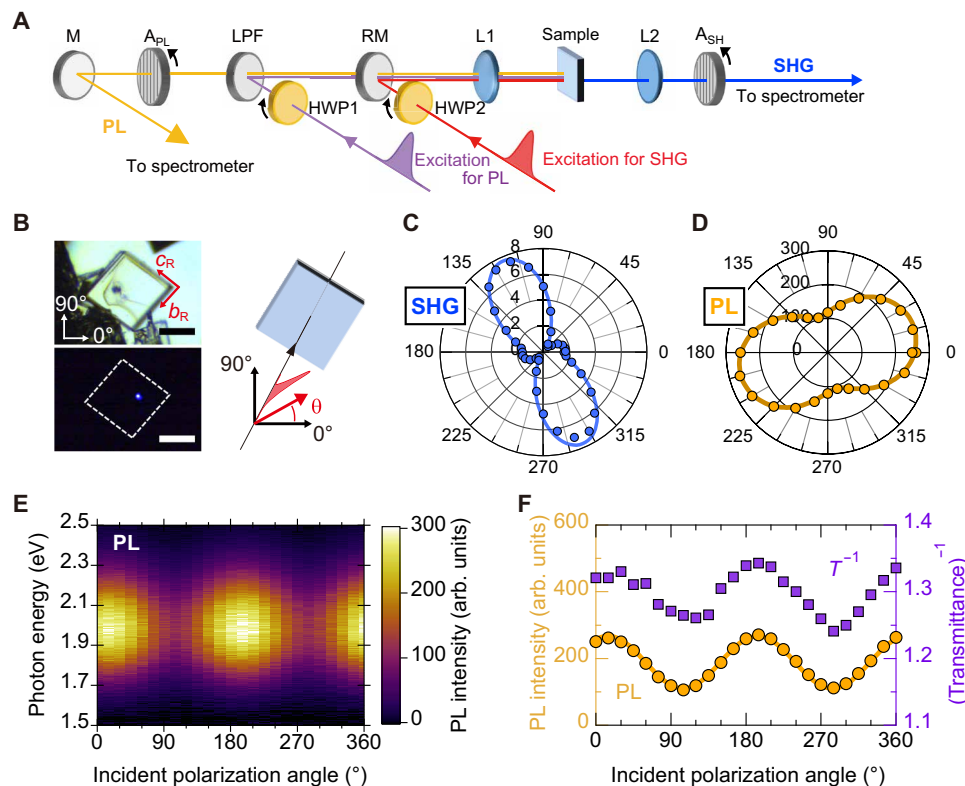 A
M
A_PL
LPF
RM
L1
Sample
L2
A_SH
SHG
To spectrometer
HWP1
HWP2
PL
To spectrometer
Excitation for PL
Excitation for SHG
B
c_R
b_R
90°
0°
90°
θ
0°
C
SHG
90
45
0
315
270
225
180
135
8
6
4
2
0
D
PL
90
45
0
315
270
225
180
135
300
200
100
0
E
PL
Photon energy (eV)
2.5
2.3
2.1
1.9
1.7
1.5
0 90 180 270 360
Incident polarization angle (°)
300
200
100
0
PL intensity (arb. units)
F
PL intensity (arb. units)
600
400
200
0
T⁻¹
PL
1.4
1.3
1.2
1.1
(Transmittance)⁻¹
0 90 180 270 360
Incident polarization angle (°)